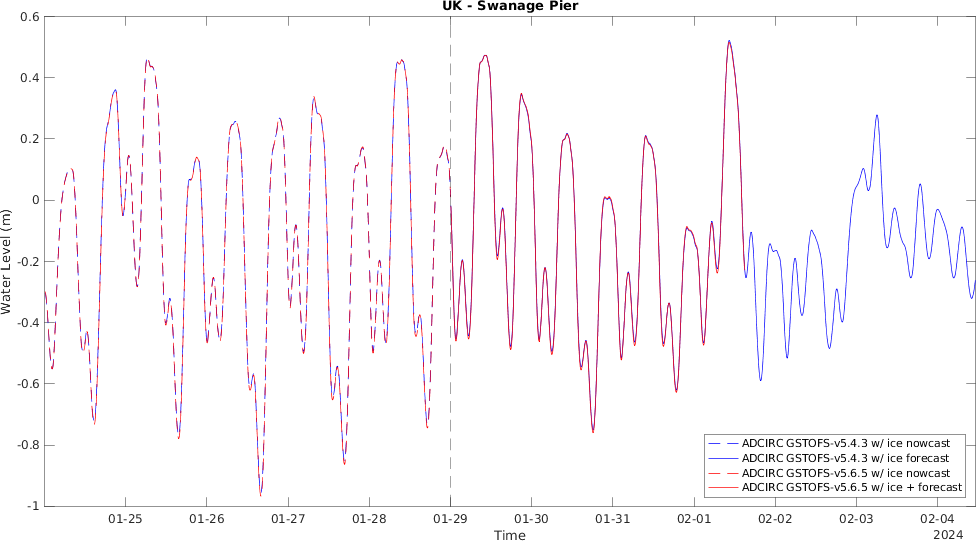 UK - Swanage Pier
0.6
0.4
0.2
0
-0.2
-0.4
-0.6
-0.8
-1
Water Level (m)
01-25 01-26 01-27 01-28 01-29 01-30 01-31 02-01 02-02 02-03 02-04
Time
2024
ADCIRC GSTOFS-v5.4.3 w/ ice nowcast
ADCIRC GSTOFS-v5.4.3 w/ ice forecast
ADCIRC GSTOFS-v5.6.5 w/ ice nowcast
ADCIRC GSTOFS-v5.6.5 w/ ice + forecast